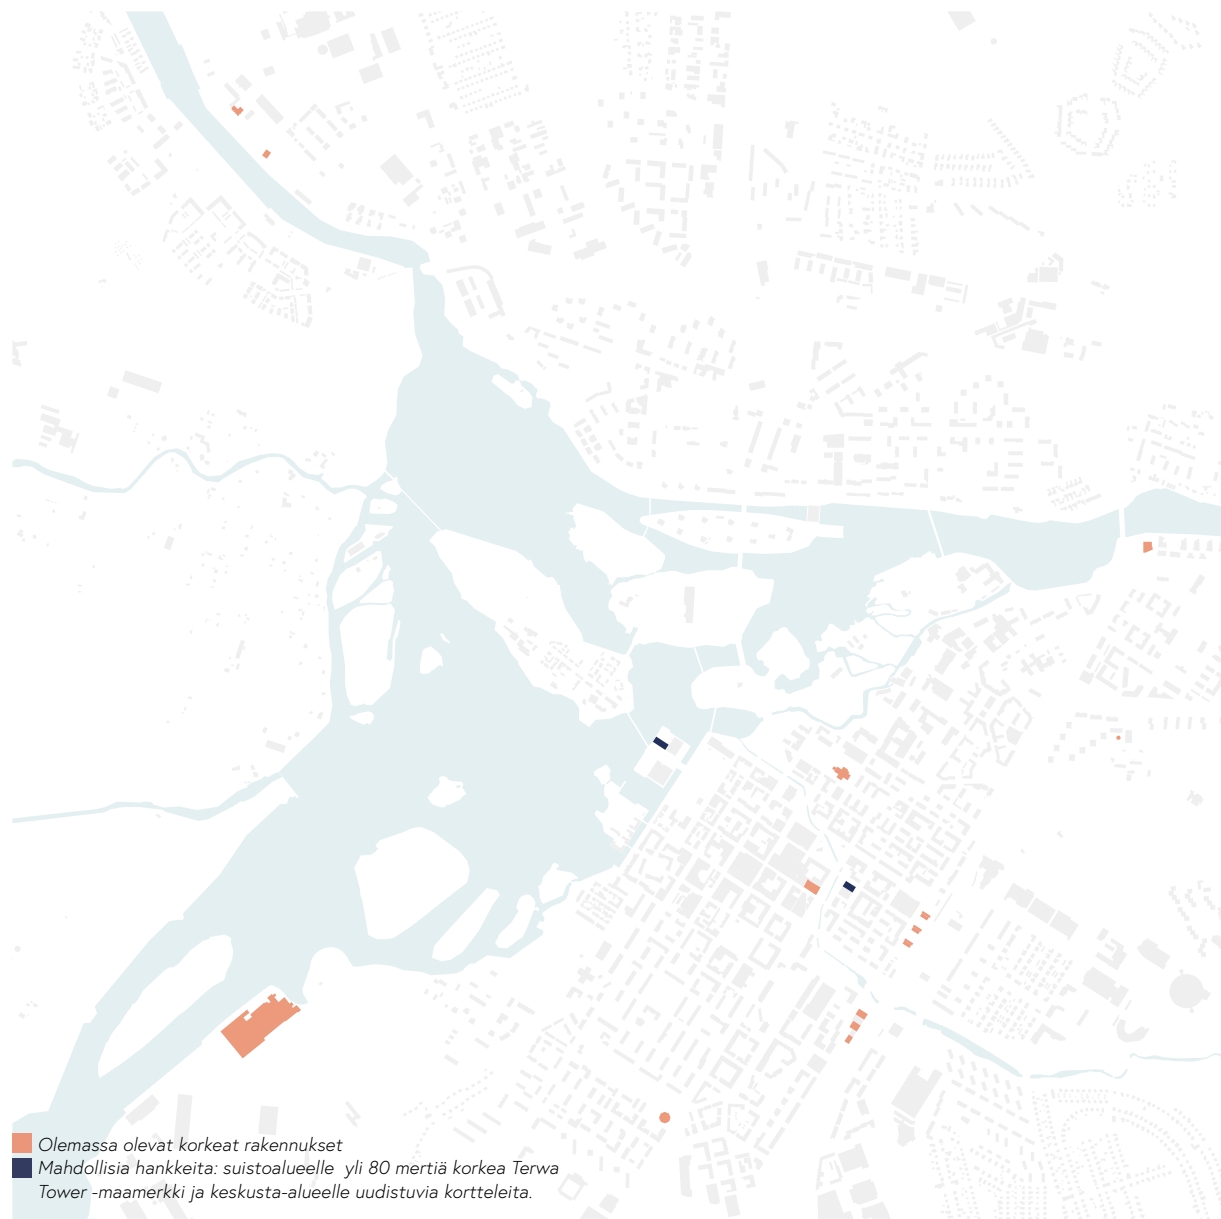 Olemassa olevat korkeat rakennukset
Mahdollisia hankkeita: suistoalueelle yli 80 mertiä korkea Terwa
Tower -maamerkki ja keskusta-alueelle uudistuvia kortteleita.